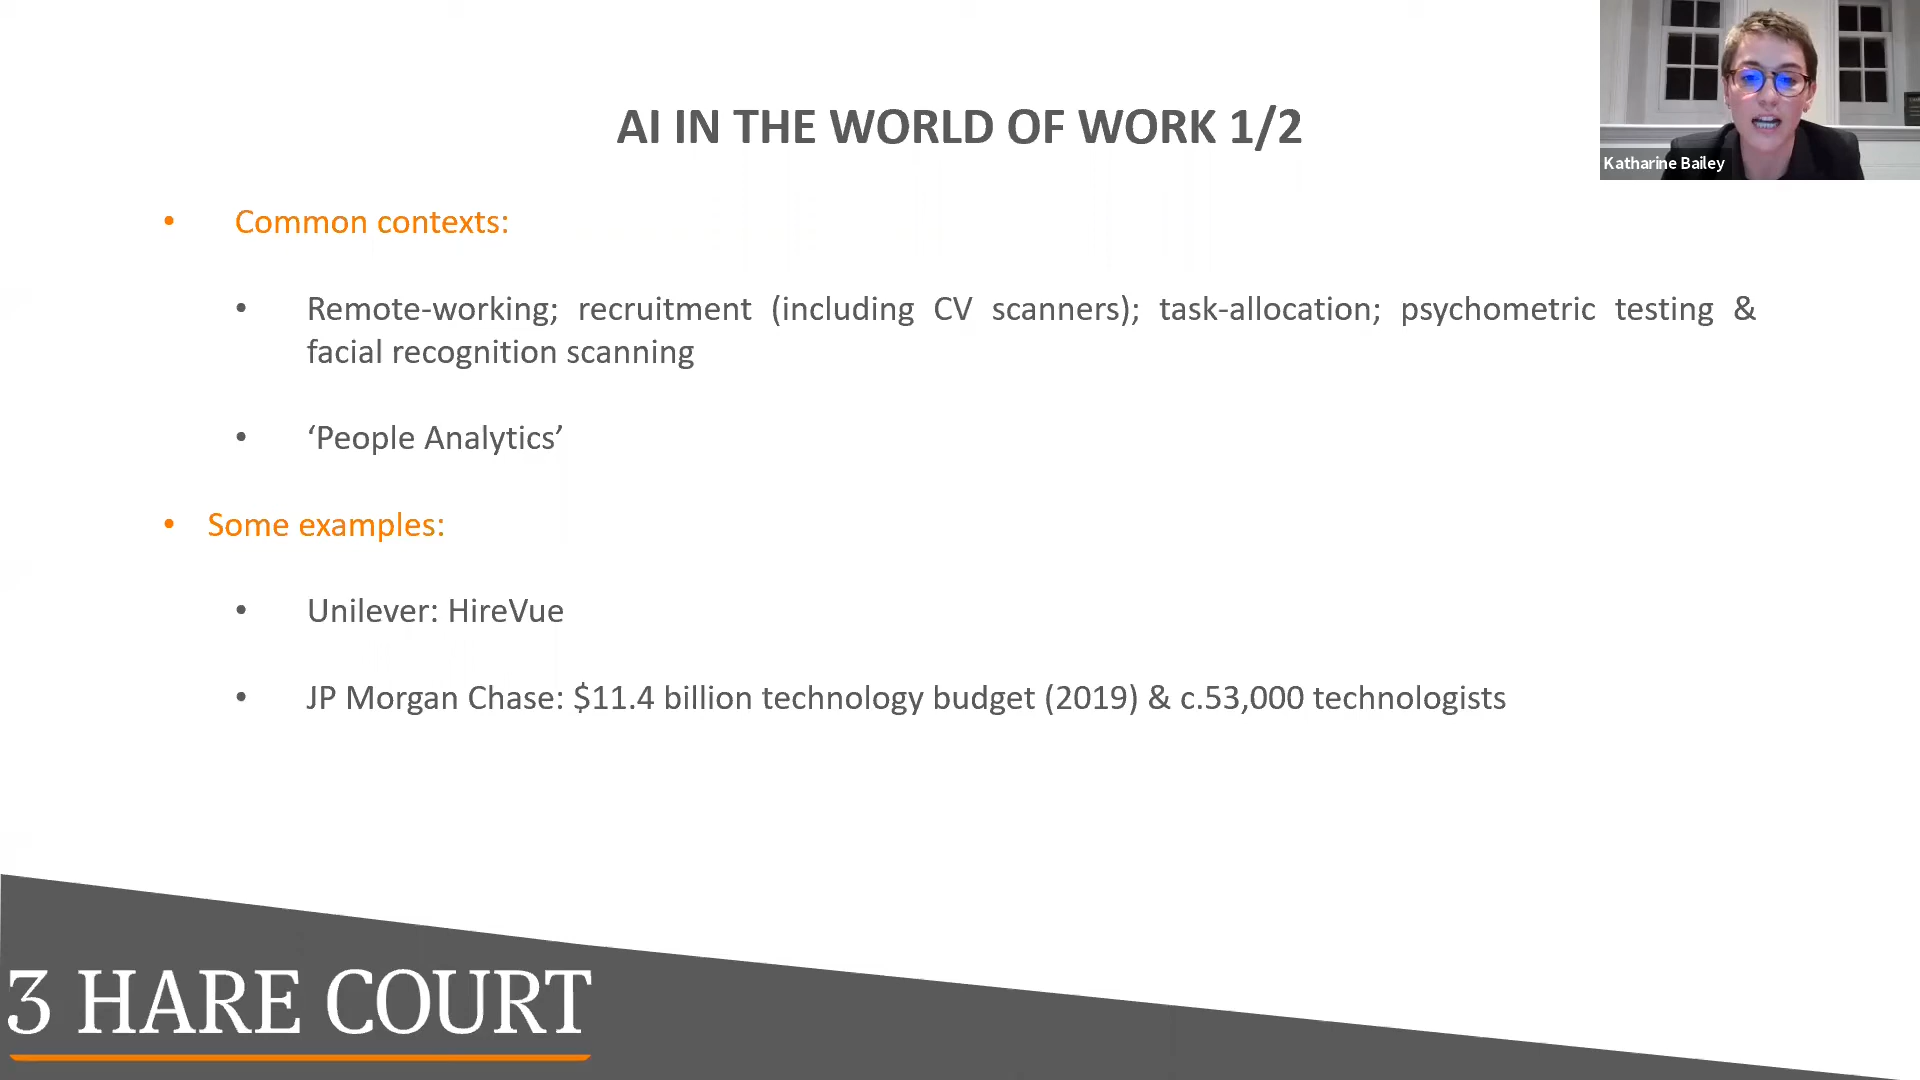 AI IN THE WORLD OF WORK 1/2
Katharine Bailey
• Common contexts:
• Remote-working; recruitment (including CV scanners); task-allocation; psychometric testing &
facial recognition scanning
• ‘People Analytics’
• Some examples:
• Unilever: HireVue
• JP Morgan Chase: $11.4 billion technology budget (2019) & c.53,000 technologists
3 HARE COURT